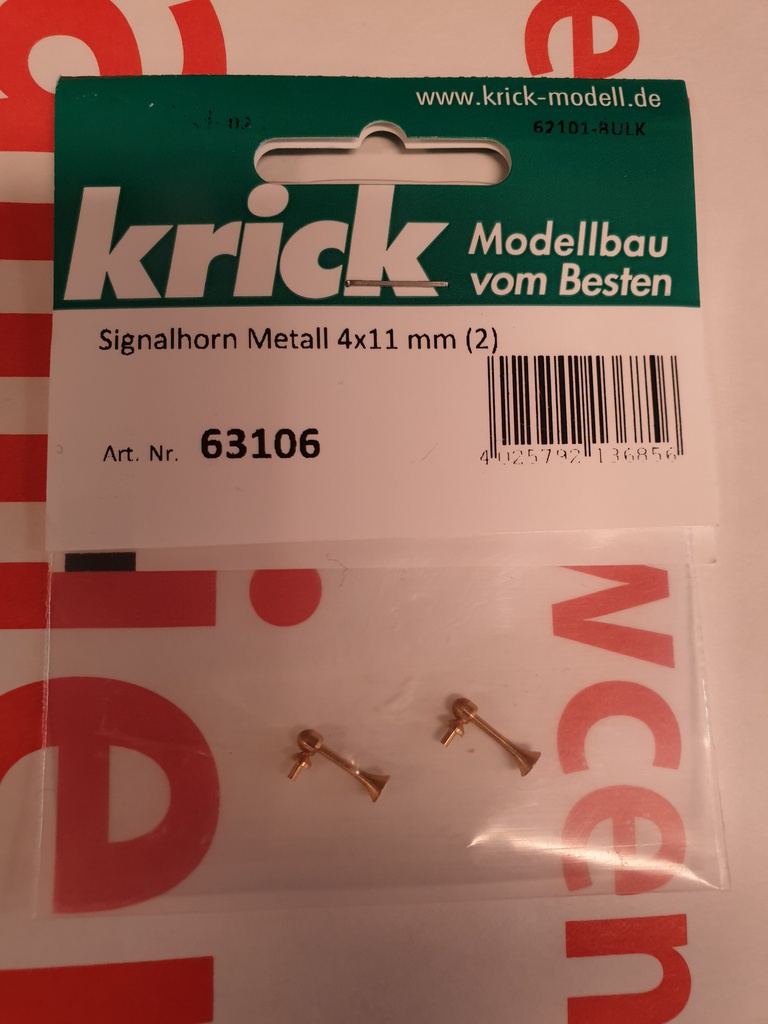 www.krick-modell.de
62101-BULK
krick
Modellbau
vom Besten
Signalhorn Metall 4x11 mm (2)
Art. Nr. 63106
4 025792 136856
e
wcen